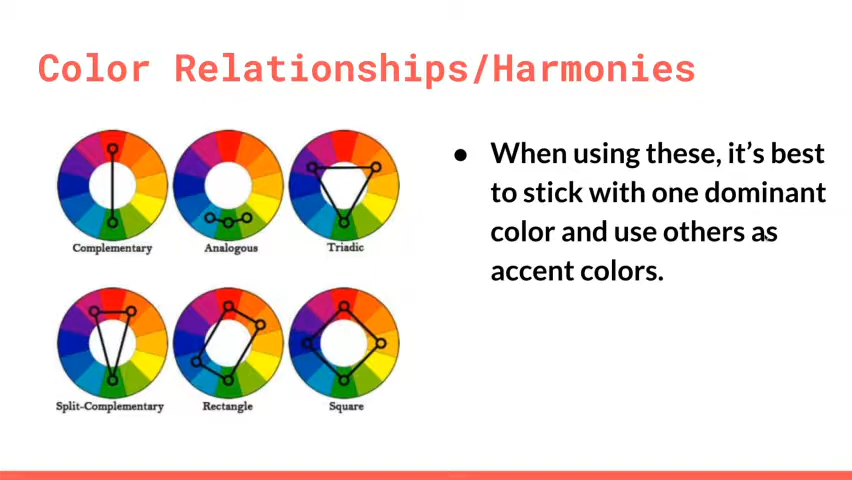 Color Relationships/Harmonies
Complementary
Analogous
Triadic
Split-Complementary
Rectangle
Square
● When using these, it’s best
to stick with one dominant
color and use others as
accent colors.